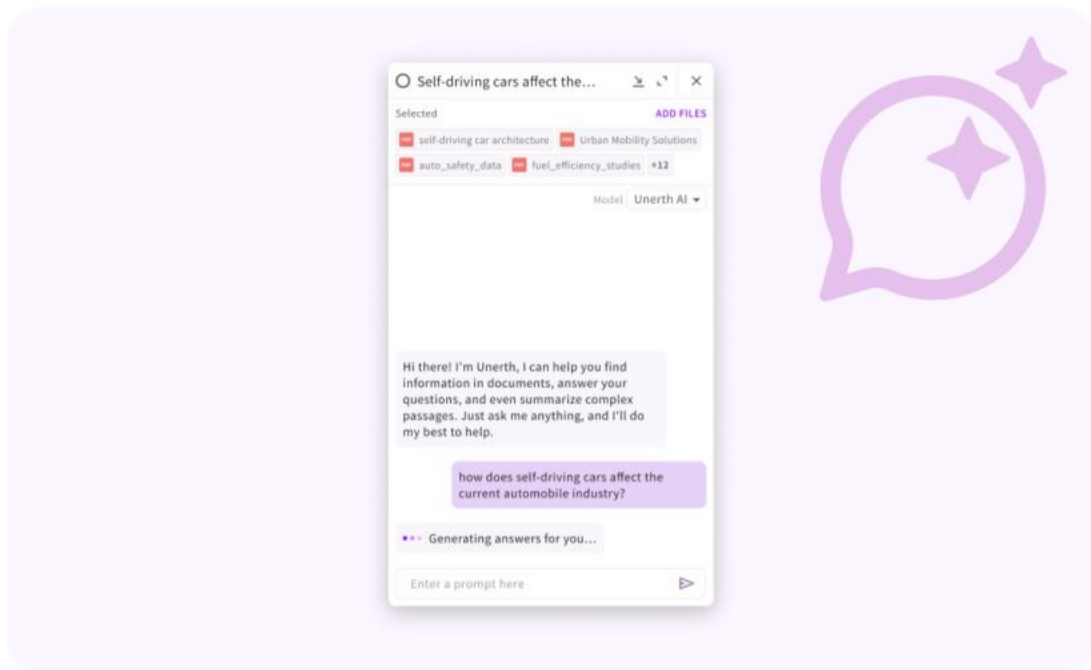 Self-driving cars affect the...
Selected
ADD FILES
self-driving car architecture
Urban Mobility Solutions
auto_safety_data
fuel_efficiency_studies
+12
Model
Unerth AI
Hi there! I'm Unerth, I can help you find
information in documents, answer your
questions, and even summarize complex
passages. Just ask me anything, and I'll do
my best to help.
how does self-driving cars affect the
current automobile industry?
Generating answers for you...
Enter a prompt here